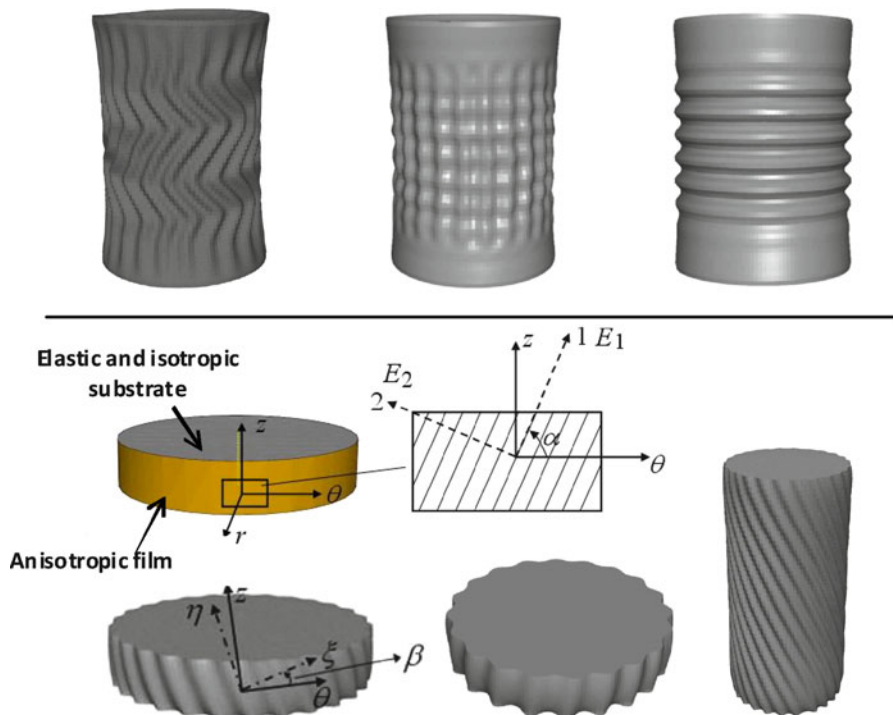 Elastic and isotropic
substrate
z
θ
r
Anisotropic film
z
1 E₁
E₂
2
α
θ
z
η
ξ
β
θ